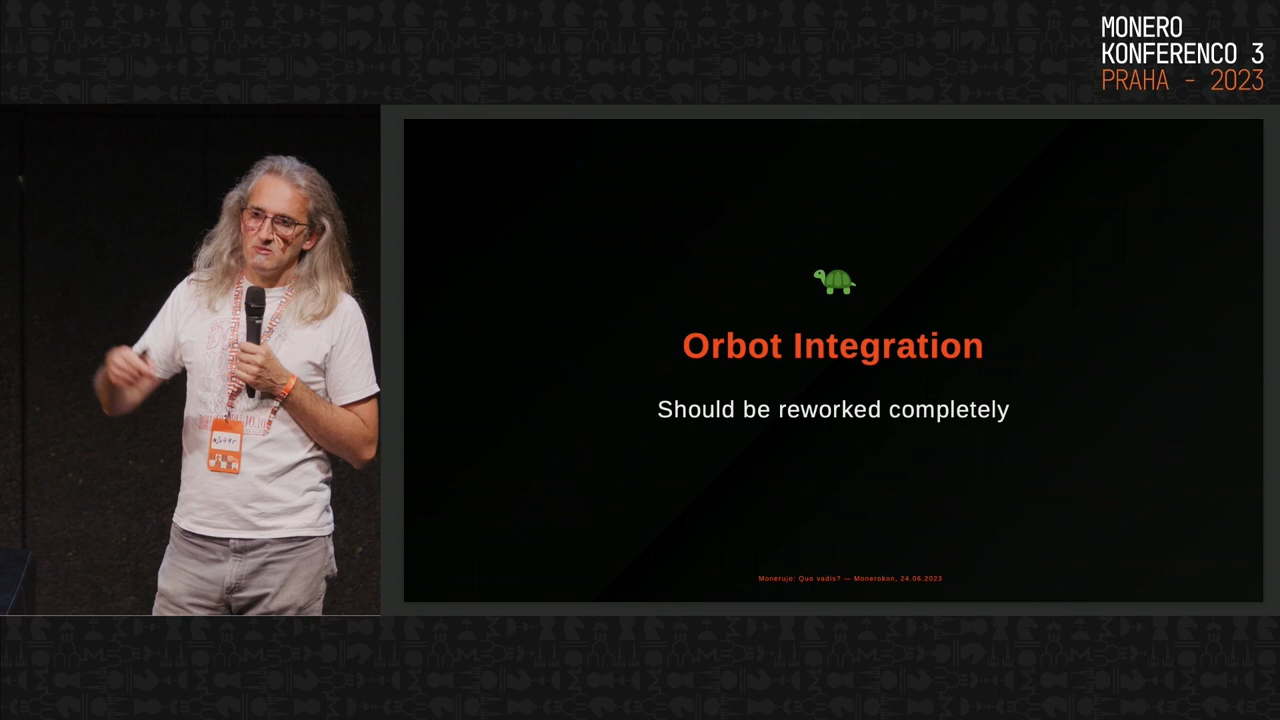 MONERO
KONFERENCO 3
PRAHA - 2023
Orbot Integration
Should be reworked completely
Monerujo: Quo vadis? — Monerokon, 24.06.2023